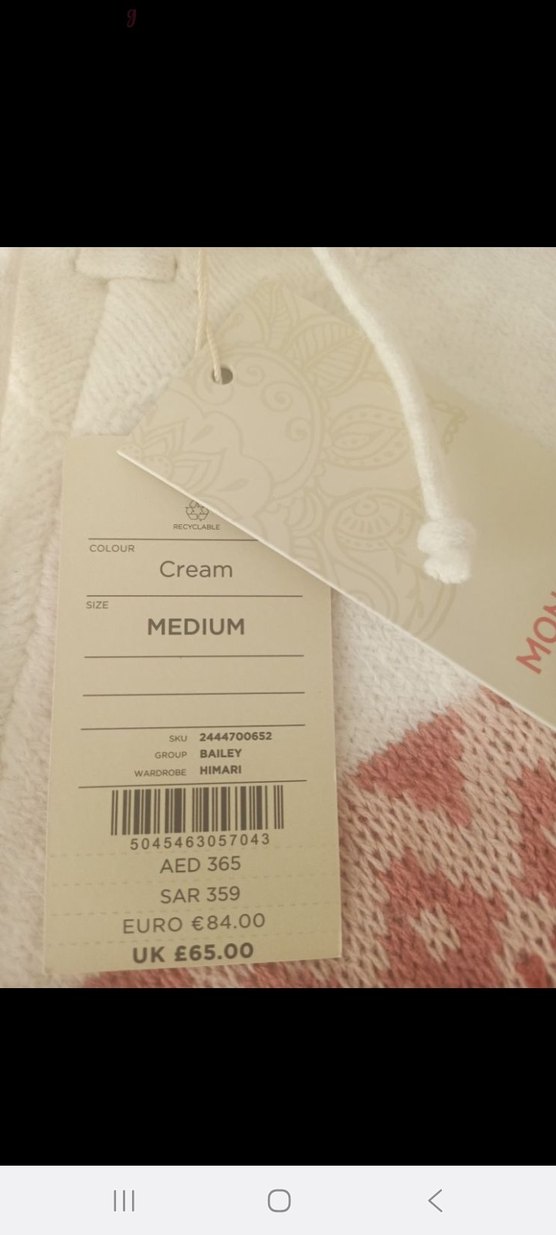 g
RECYCLABLE
COLOUR
Cream
SIZE
MEDIUM
SKU 2444700652
GROUP BAILEY
WARDROBE HIMARI
5045463057043
AED 365
SAR 359
EURO €84.00
UK £65.00
MON